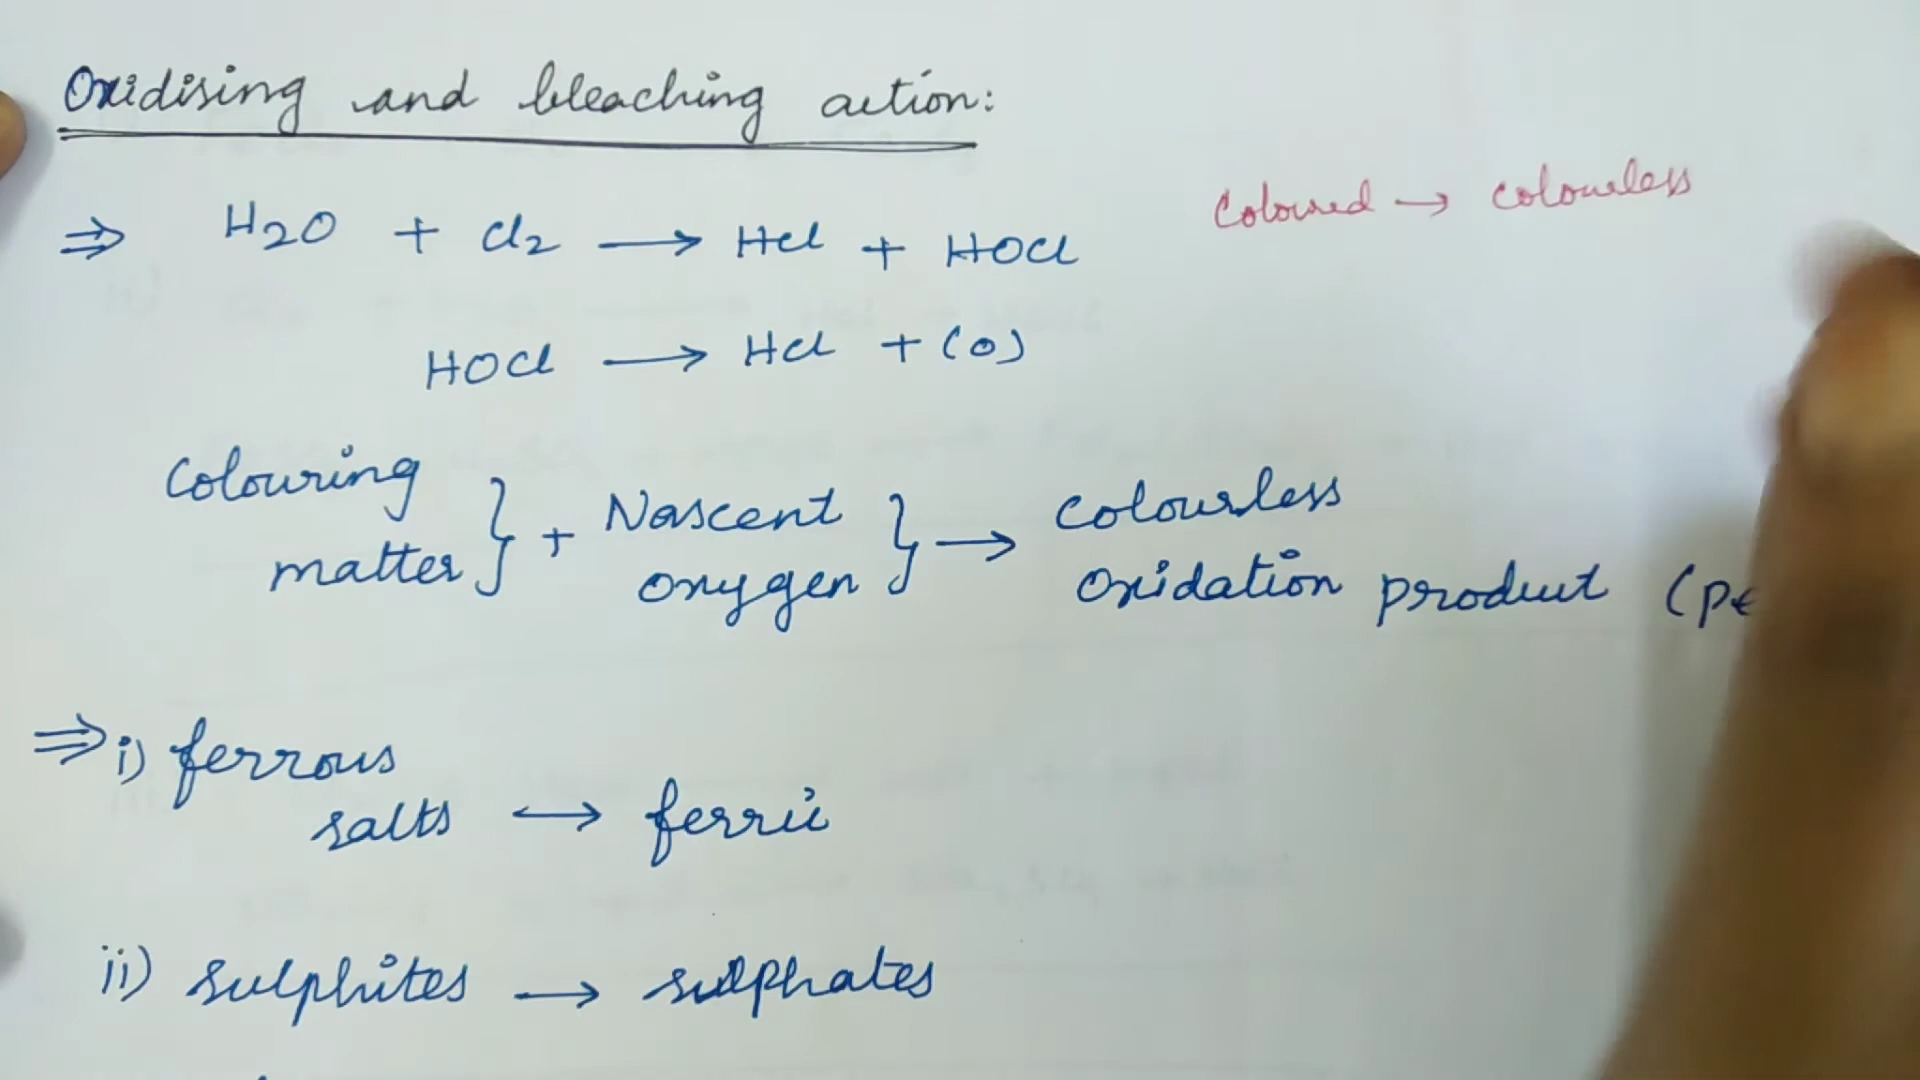 Oxidising and bleaching action:
Coloured → colourless
⇒ H2O + Cl2 → HCl + HOCl
HOCl → HCl + (O)
Colouring matter } + Nascent oxygen } → Colourless oxidation product (pe
⇒ i) ferrous salts → ferric
ii) sulphites → sulphates